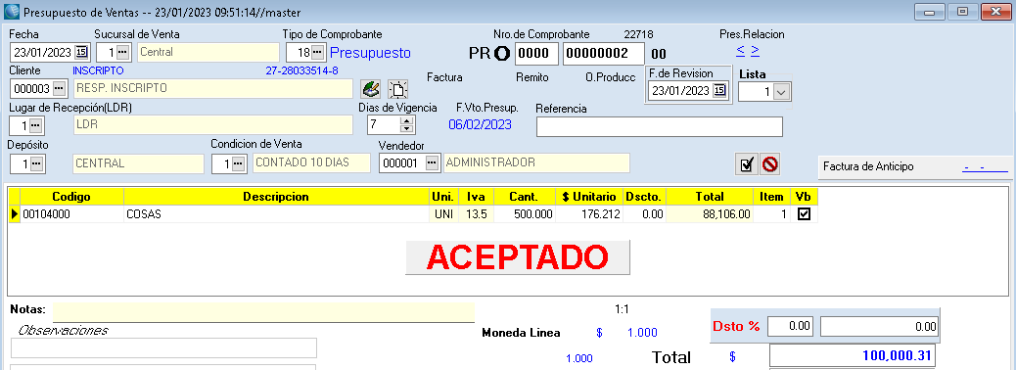 Presupuesto de Ventas -- 23/01/2023 09:51:14//master
Fecha Sucursal de Venta Tipo de Comprobante Nro.de Comprobante 22718 Pres.Relacion
23/01/2023 15 1 Central 18 Presupuesto PR O 0000 00000002 00 < >
Cliente INSCRIPTO 27-28033514-8 Factura Remito O.Producc F.de Revision Lista
000003 RESP. INSCRIPTO 23/01/2023 15 1
Lugar de Recepción(LDR) Dias de Vigencia F.Vto.Presup. Referencia
1 LDR 7 06/02/2023
Depósito Condicion de Venta Vendedor
1 CENTRAL 1 CONTADO 10 DIAS 000001 ADMINISTRADOR Factura de Anticipo - -
Codigo Descripcion Uni. Iva Cant. $ Unitario Dscto. Total Item Vb
00104000 COSAS UNI 13.5 500.000 176.212 0.00 88,106.00 1
ACEPTADO
Notas: 1:1
Observaciones Moneda Linea $ 1.000 Dsto % 0.00 0.00
1.000 Total $ 100,000.31